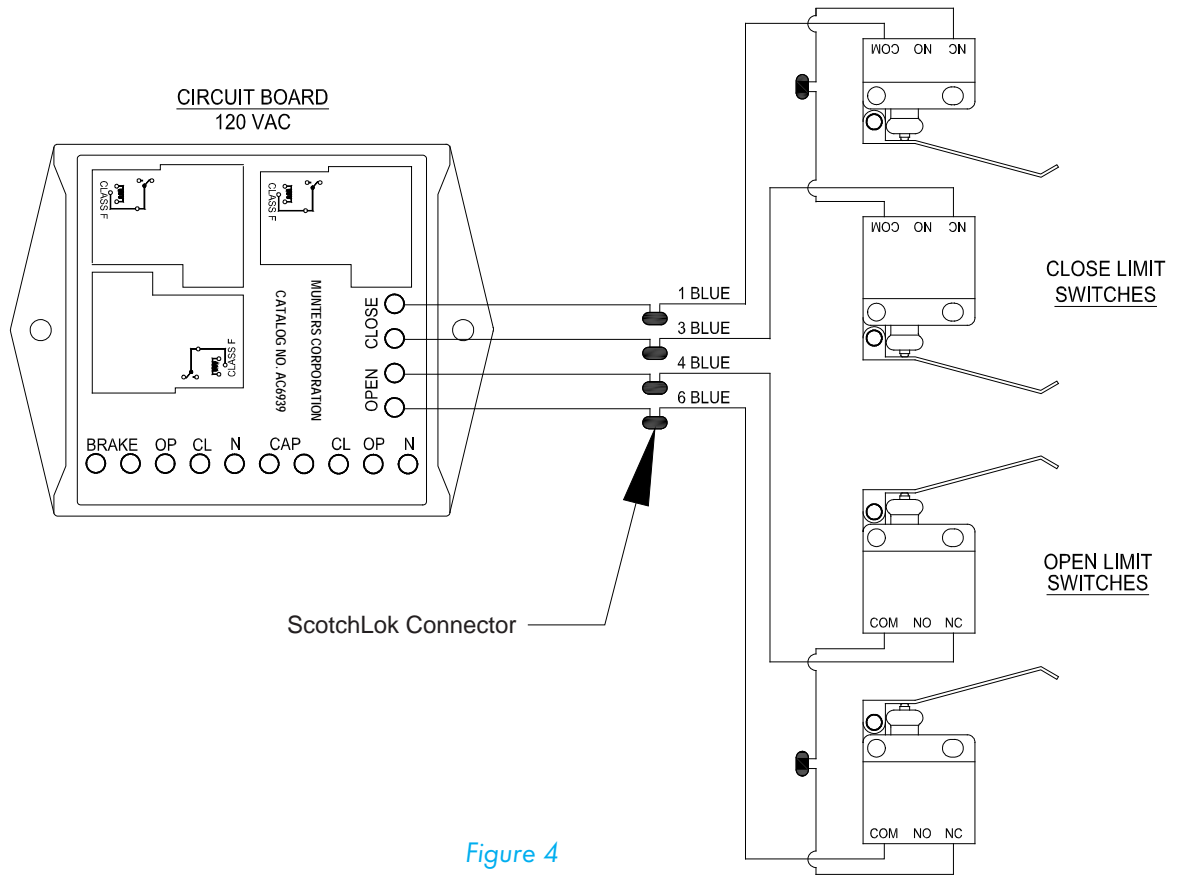 CIRCUIT BOARD
120 VAC
CLASS F
CLASS F
CLASS F
MUNTERS CORPORATION
CATALOG NO. AC6939
CLOSE
OPEN
BRAKE OP CL N CAP CL OP N
1 BLUE
3 BLUE
4 BLUE
6 BLUE
COM NO NC
COM NO NC
CLOSE LIMIT
SWITCHES
COM NO NC
OPEN LIMIT
SWITCHES
COM NO NC
ScotchLok Connector
Figure 4